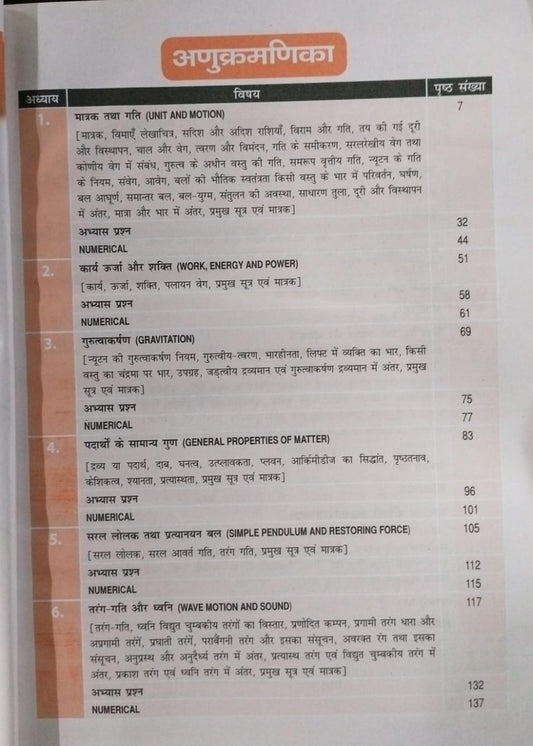 अणुक्रमणिका
अध्याय विषय पृष्ठ संख्या
1. मात्रक तथा गति (UNIT AND MOTION) 7
[मात्रक, विमाएँ लेखाचित्र, सदिश और अदिश राशियाँ, विराम और गति, तय की गई दूरी
और विस्थापन, चाल और वेग, त्वरण और विमंदन, गति के समीकरण, सरलरेखीय वेग तथा
कोणीय वेग में संबंध, गुरुत्व के अधीन वस्तु की गति, समरूप वृत्तीय गति, न्यूटन के गति
के नियम, संवेग, आवेग, बलों की भौतिक स्वतंत्रता किसी वस्तु के भार में परिवर्तन, घर्षण,
बल आघूर्ण, समान्तर बल, बल-युग्म, संतुलन की अवस्था, साधारण तुला, दूरी और विस्थापन
में अंतर, मात्रा और भार में अंतर, प्रमुख सूत्र एवं मात्रक]
अभ्यास प्रश्न 32
NUMERICAL 44
2. कार्य ऊर्जा और शक्ति (WORK, ENERGY AND POWER) 51
[कार्य, ऊर्जा, शक्ति, पलायन वेग, प्रमुख सूत्र एवं मात्रक]
अभ्यास प्रश्न 58
NUMERICAL 61
3. गुरुत्वाकर्षण (GRAVITATION) 69
[न्यूटन की गुरुत्वाकर्षण नियम, गुरुत्वीय-त्वरण, भारहीनता, लिफ्ट में व्यक्ति का भार, किसी
वस्तु का चंद्रमा पर भार, उपग्रह, जड़त्वीय द्रव्यमान एवं गुरुत्वाकर्षण द्रव्यमान में अंतर, प्रमुख
सूत्र एवं मात्रक]
अभ्यास प्रश्न 75
NUMERICAL 77
4. पदार्थों के सामान्य गुण (GENERAL PROPERTIES OF MATTER) 83
[द्रव्य या पदार्थ, दाब, घनत्व, उत्प्लावकता, प्लवन, आर्किमीडीज का सिद्धांत, पृष्ठतनाव,
केशिकत्व, श्यानता, प्रत्यास्थता, प्रमुख सूत्र एवं मात्रक]
अभ्यास प्रश्न 96
NUMERICAL 101
5. सरल लोलक तथा प्रत्यानयन बल (SIMPLE PENDULUM AND RESTORING FORCE) 105
[सरल लोलक, सरल आवर्त गति, तरंग गति, प्रमुख सूत्र एवं मात्रक]
अभ्यास प्रश्न 112
NUMERICAL 115
6. तरंग-गति और ध्वनि (WAVE MOTION AND SOUND) 117
[तरंग-गति, ध्वनि विद्युत चुम्बकीय तरंगों का विस्तार, प्रणोदित कम्पन, प्रगामी तरंग धारा और
अप्रगामी तरंगें, प्रघाती तरंगें, पराबैंगनी तरंग और इसका संसूचन, अवरक्त रंग तथा इसका
संसूचन, अनुप्रस्थ और अनुदैर्ध्य तरंग में अंतर, प्रत्यास्थ तरंग एवं विद्युत चुम्बकीय तरंग में
अंतर, प्रकाश तरंग एवं ध्वनि तरंग में अंतर, प्रमुख सूत्र एवं मात्रक]
अभ्यास प्रश्न 132
NUMERICAL 137